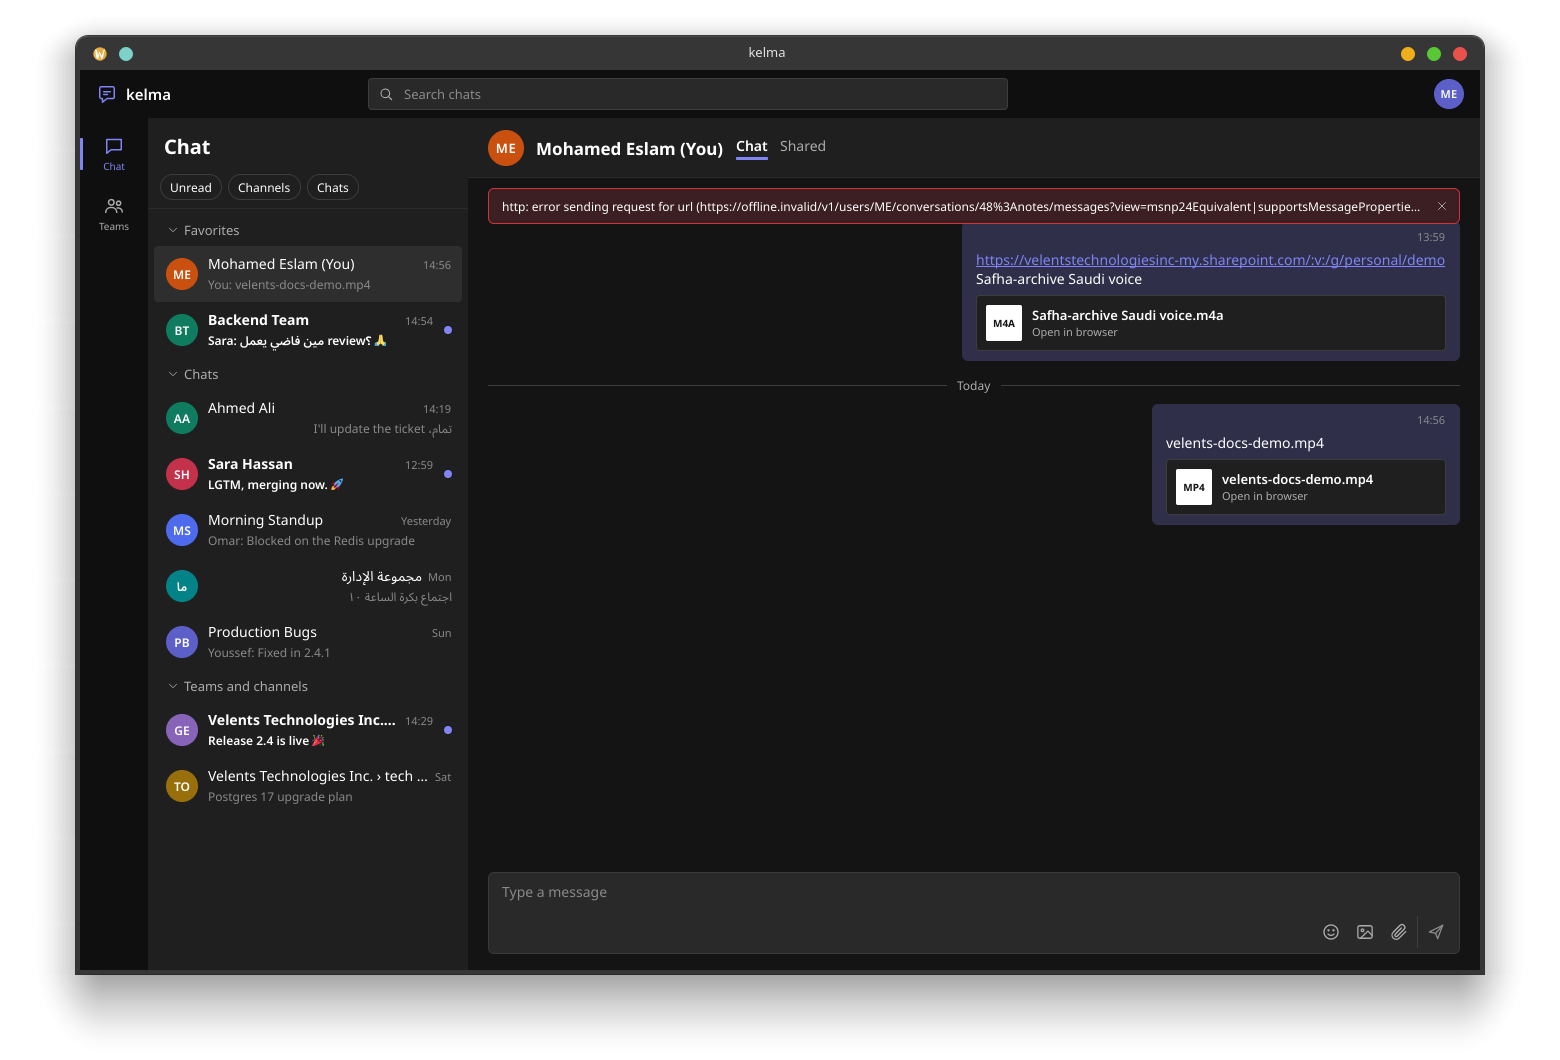 kelma
kelma
Search chats
ME
Chat
Teams
Chat
Unread
Channels
Chats
Favorites
ME
Mohamed Eslam (You)
14:56
You: velents-docs-demo.mp4
BT
Backend Team
14:54
Sara: مين فاضي يعمل review؟ 🙏
Chats
AA
Ahmed Ali
14:19
تمام، I'll update the ticket
SH
Sara Hassan
12:59
LGTM, merging now. 🚀
MS
Morning Standup
Yesterday
Omar: Blocked on the Redis upgrade
ما
مجموعة الإدارة
Mon
اجتماع بكرة الساعة ١٠
PB
Production Bugs
Sun
Youssef: Fixed in 2.4.1
Teams and channels
GE
Velents Technologies Inc....
14:29
Release 2.4 is live 🎉
TO
Velents Technologies Inc. › tech ...
Sat
Postgres 17 upgrade plan
ME
Mohamed Eslam (You)
Chat
Shared
http: error sending request for url (https://offline.invalid/v1/users/ME/conversations/48%3Anotes/messages?view=msnp24Equivalent|supportsMessagePropertie...
13:59
https://velentstechnologiesinc-my.sharepoint.com/:v:/g/personal/demo
Safha-archive Saudi voice
M4A
Safha-archive Saudi voice.m4a
Open in browser
Today
14:56
velents-docs-demo.mp4
MP4
velents-docs-demo.mp4
Open in browser
Type a message